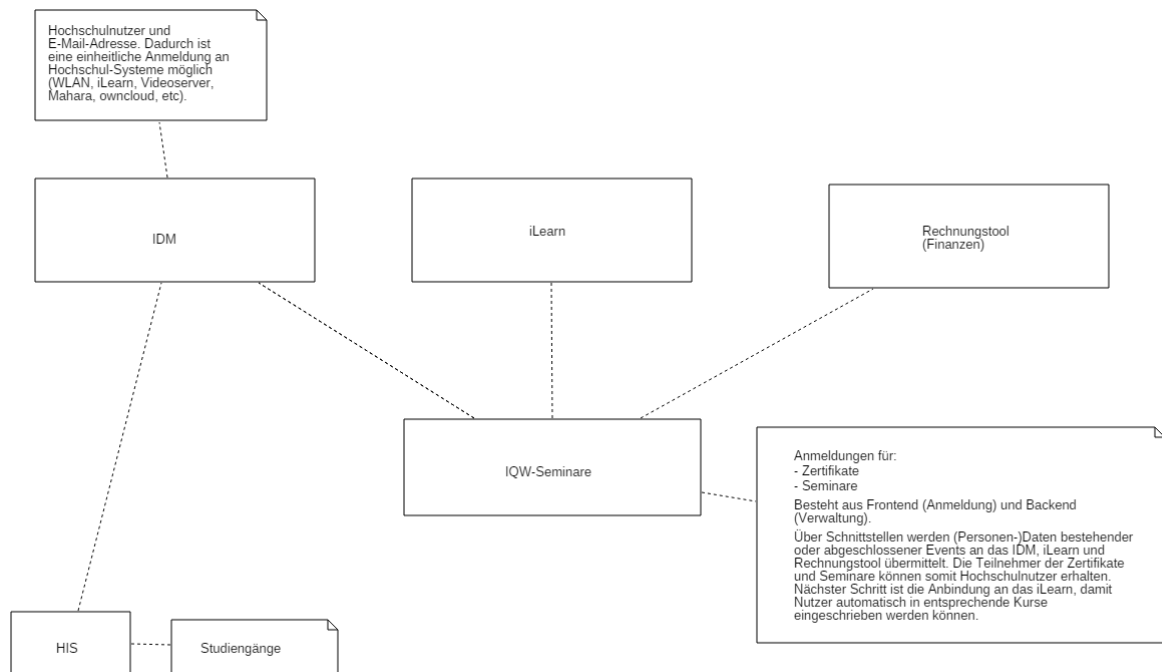 Hochschulnutzer und
E-Mail-Adresse. Dadurch ist
eine einheitliche Anmeldung an
Hochschul-Systeme möglich
(WLAN, iLearn, Videoserver,
Mahara, owncloud, etc).
IDM
iLearn
Rechnungstool
(Finanzen)
IQW-Seminare
Anmeldungen für:
- Zertifikate
- Seminare
Besteht aus Frontend (Anmeldung) und Backend
(Verwaltung).
Über Schnittstellen werden (Personen-)Daten bestehender
oder abgeschlossener Events an das IDM, iLearn und
Rechnungstool übermittelt. Die Teilnehmer der Zertifikate
und Seminare können somit Hochschulnutzer erhalten.
Nächster Schritt ist die Anbindung an das iLearn, damit
Nutzer automatisch in entsprechende Kurse
eingeschrieben werden können.
HIS
Studiengänge